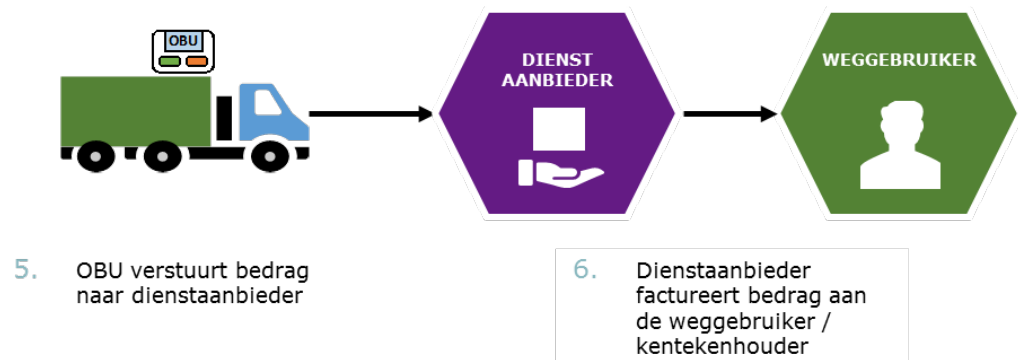 OBU
DIENST
AANBIEDER
WEGGEBRUIKER
5. OBU verstuurt bedrag
naar dienstaanbieder
6. Dienstaanbieder
factureert bedrag aan
de weggebruiker /
kentekenhouder